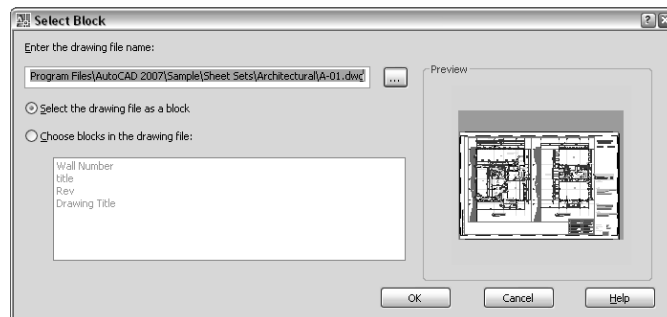 Select Block
Enter the drawing file name:
Program Files\AutoCAD 2007\Sample\Sheet Sets\Architectural\A-01.dwg
...
Preview
Select the drawing file as a block
Choose blocks in the drawing file:
Wall Number
title
Rev
Drawing Title
OK
Cancel
Help